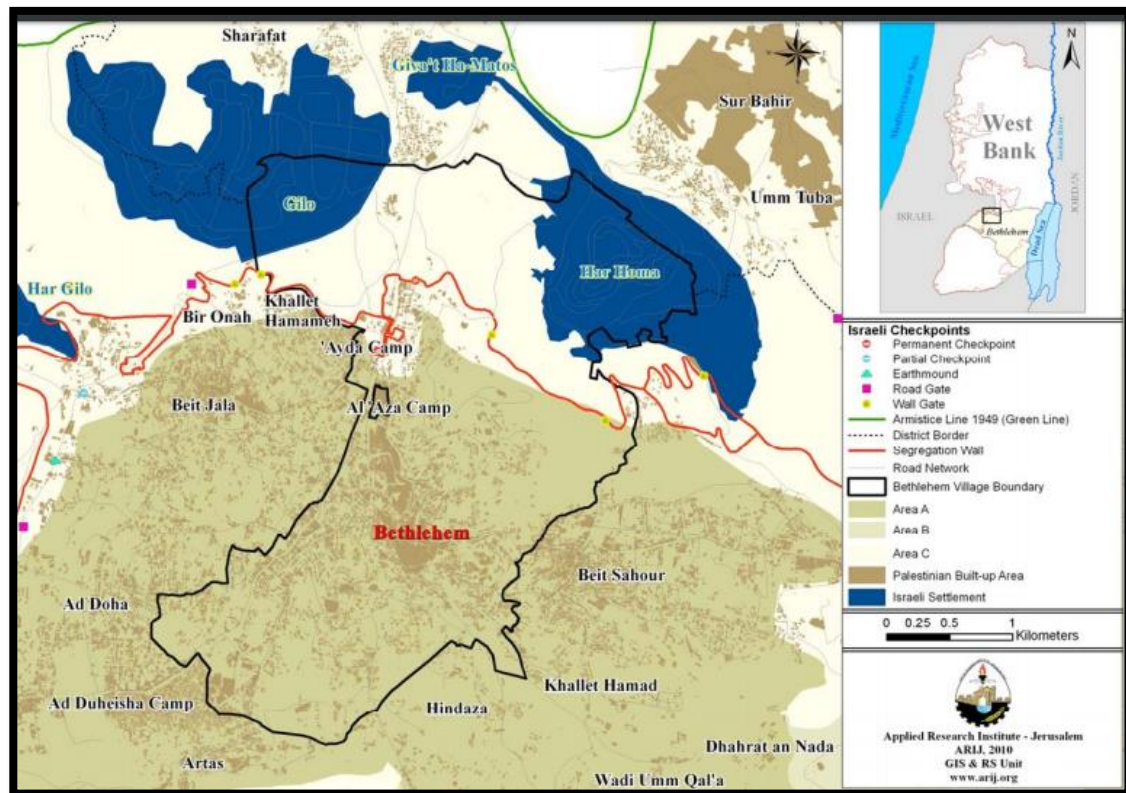 Sharafat
Giva't Ha-Matos
Sur Bahir
Umm Tuba
Gilo
Har Homa
Har Gilo
Bir Onah
Khallet
Hamameh
'Ayda Camp
Beit Jala
Al 'Aza Camp
Bethlehem
Beit Sahour
Ad Doha
Ad Duheisha Camp
Khallet Hamad
Hindaza
Artas
Dhahrat an Nada
Wadi Umm Qal'a
N
Mediterranean Sea
West
Bank
Jordan River
JORDAN
ISRAEL
Bethlehem
Dead Sea
Israeli Checkpoints
Permanent Checkpoint
Partial Checkpoint
Earthmound
Road Gate
Wall Gate
Armistice Line 1949 (Green Line)
District Border
Segregation Wall
Road Network
Bethlehem Village Boundary
Area A
Area B
Area C
Palestinian Built-up Area
Israeli Settlement
0 0.25 0.5 1
Kilometers
Applied Research Institute - Jerusalem
ARIJ, 2010
GIS & RS Unit
www.arij.org